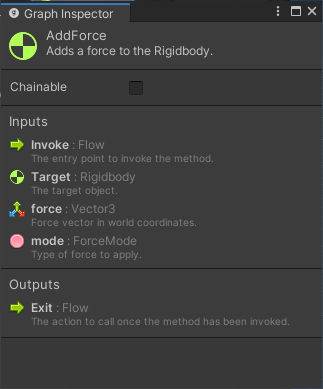 Graph Inspector
AddForce
Adds a force to the Rigidbody.
Chainable
Inputs
Invoke : Flow
The entry point to invoke the method.
Target : Rigidbody
The target object.
force : Vector3
Force vector in world coordinates.
mode : ForceMode
Type of force to apply.
Outputs
Exit : Flow
The action to call once the method has been invoked.